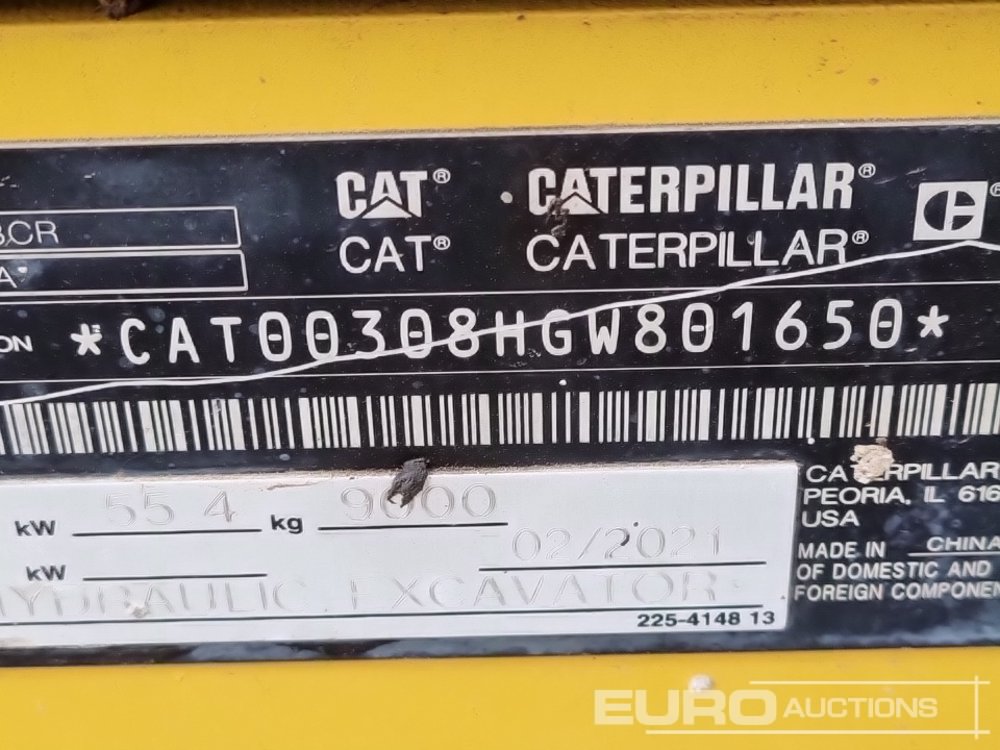 CAT® CATERPILLAR®
CR
CAT® CATERPILLAR®
A
ON *CAT00308HGW801650*
CATERPILLAR
kW 55 4 kg 9000
PEORIA, IL 616
USA
02/2021
MADE IN CHINA
kW
OF DOMESTIC AND
HYDRAULIC EXCAVATOR
FOREIGN COMPONEN
225-4148 13
EURO AUCTIONS